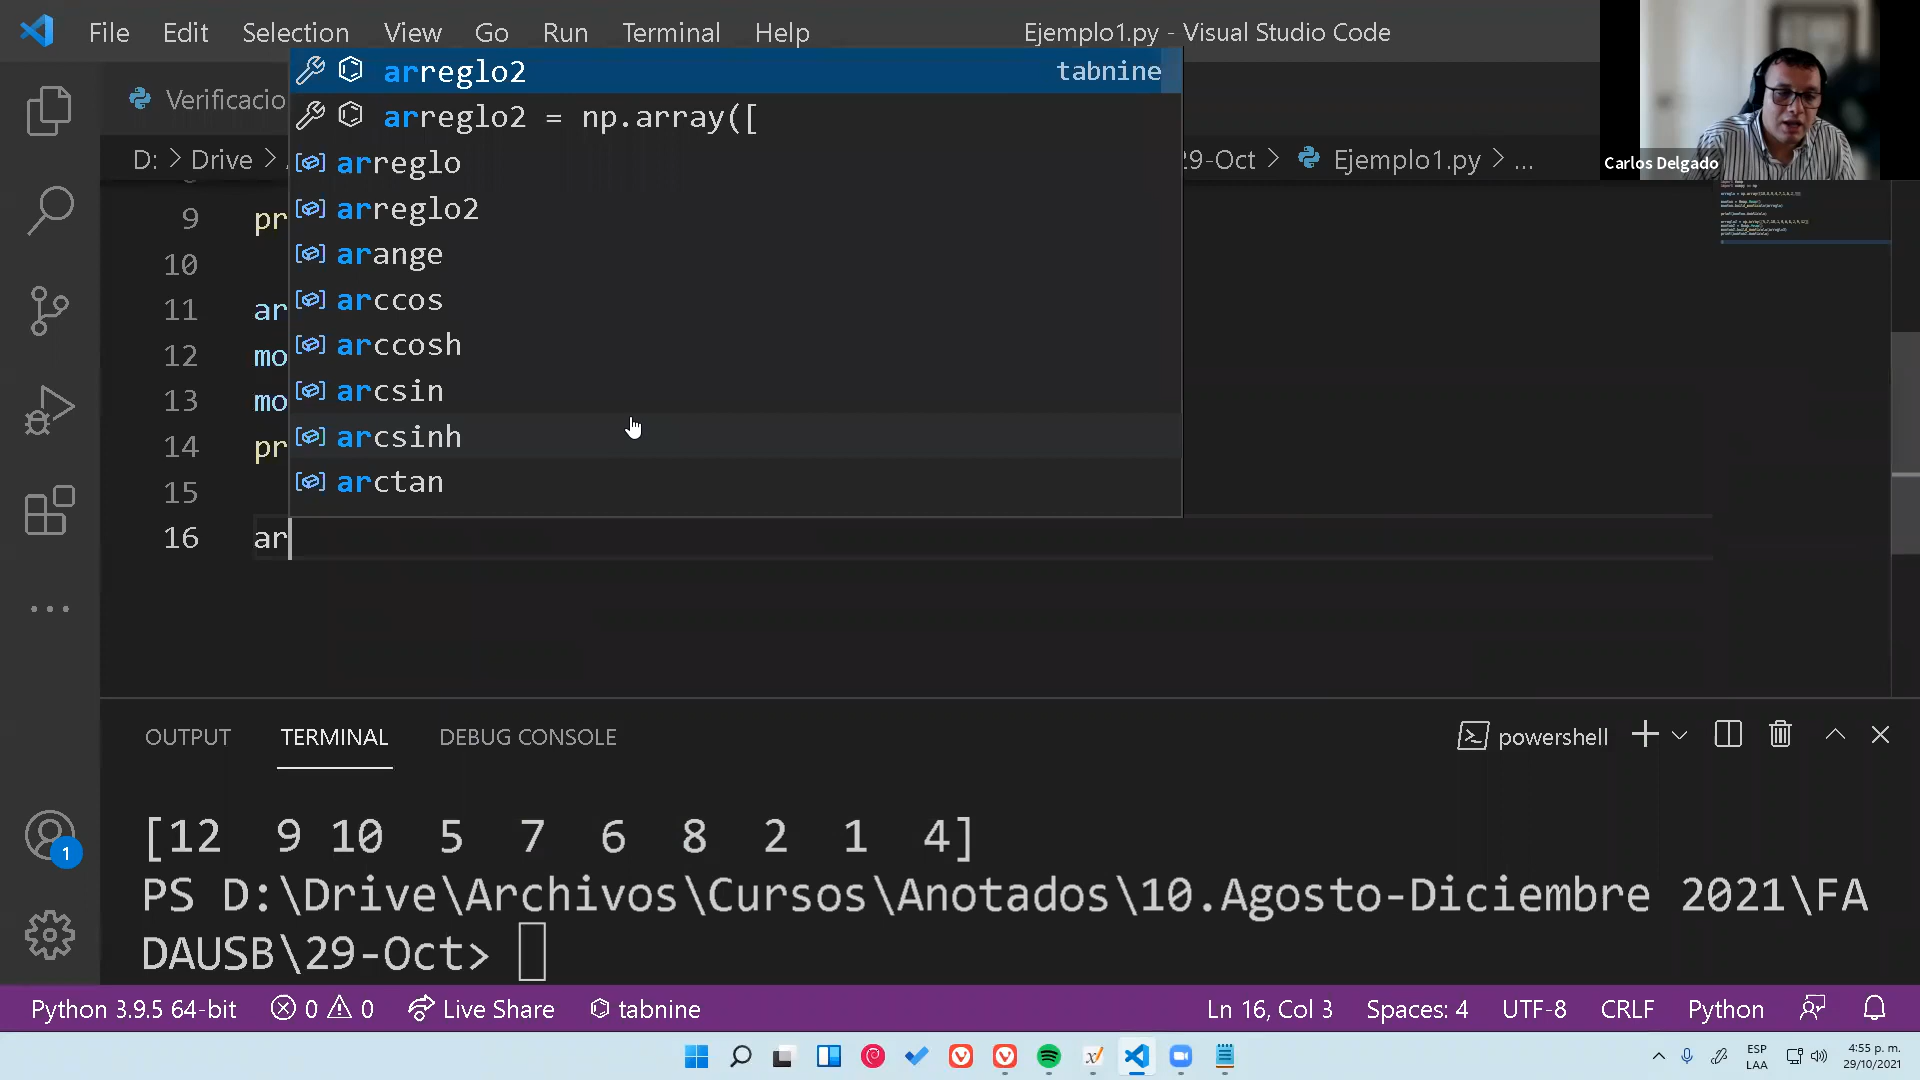 File Edit Selection View Go Run Terminal Help Ejemplo1.py - Visual Studio Code
Verificacio
D: > Drive > 29-Oct > Ejemplo1.py > ...
Carlos Delgado
arreglo2 tabnine
arreglo2 = np.array([
arreglo
arreglo2
arange
arccos
arccosh
arcsin
arcsinh
arctan
9 pr
10
11 ar
12 mo
13 mo
14 pr
15
16 ar
OUTPUT TERMINAL DEBUG CONSOLE powershell
[12 9 10 5 7 6 8 2 1 4]
PS D:\Drive\Archivos\Cursos\Anotados\10.Agosto-Diciembre 2021\FA
DAUSB\29-Oct>
1
Python 3.9.5 64-bit 0 0 Live Share tabnine Ln 16, Col 3 Spaces: 4 UTF-8 CRLF Python
ESP
LAA
4:55 p. m.
29/10/2021